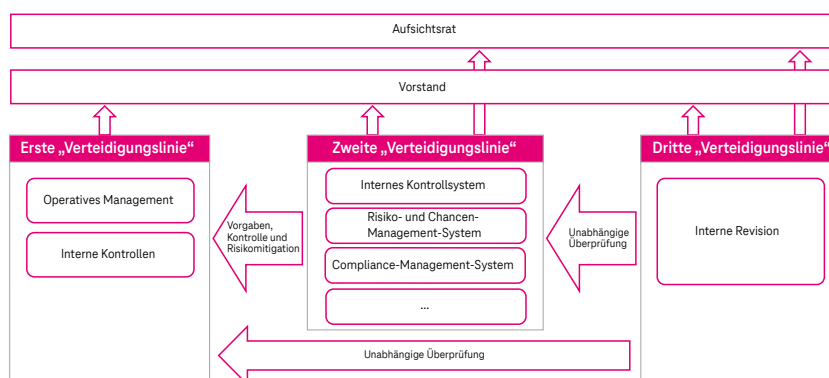 Aufsichtsrat
Vorstand
Erste „Verteidigungslinie“
Operatives Management
Interne Kontrollen
Vorgaben,
Kontrolle und
Risikomitigation
Zweite „Verteidigungslinie“
Internes Kontrollsystem
Risiko- und Chancen-
Management-System
Compliance-Management-System
...
Unabhängige
Überprüfung
Dritte „Verteidigungslinie“
Interne Revision
Unabhängige Überprüfung